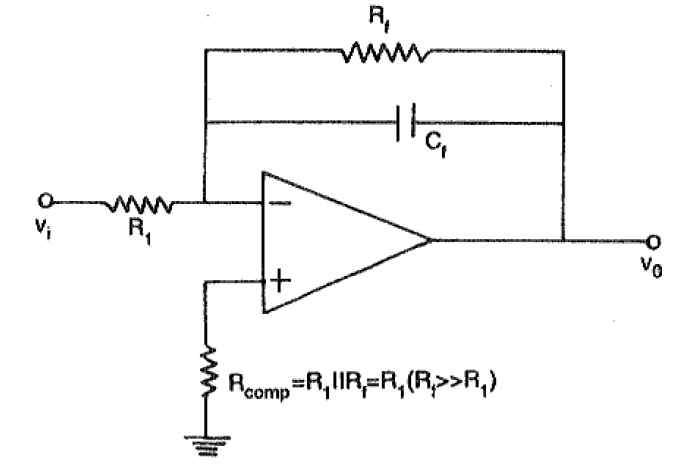 Rf
Cf
vi
R1
−
+
v0
Rcomp=R1||Rf=R1(Rf>>R1)